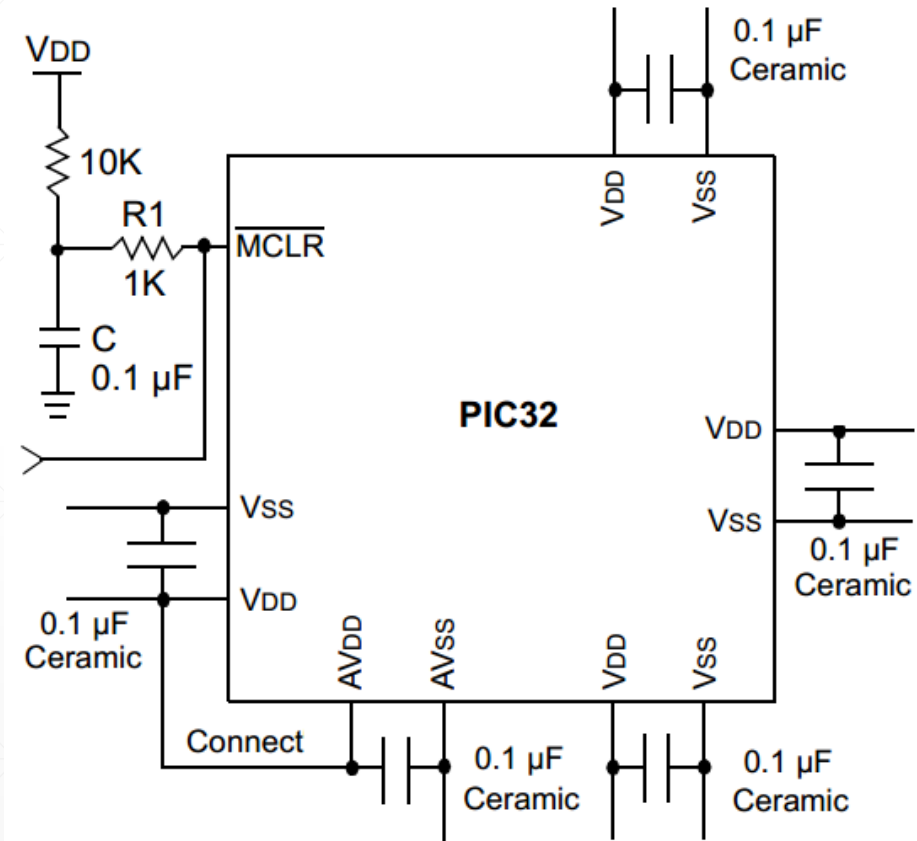 0.1 µF
Ceramic
VDD
10K
R1
1K
MCLR
VDD
VSS
C
0.1 µF
PIC32
VDD
VSS
0.1 µF
Ceramic
VSS
VDD
0.1 µF
Ceramic
AVDD
AVSS
VDD
VSS
Connect
0.1 µF
Ceramic
0.1 µF
Ceramic